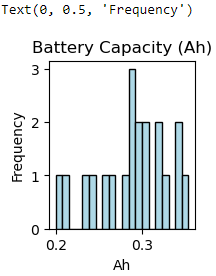 Text(0, 0.5, 'Frequency')
Battery Capacity (Ah)
3
2
1
0
Frequency
0.2 0.3
Ah